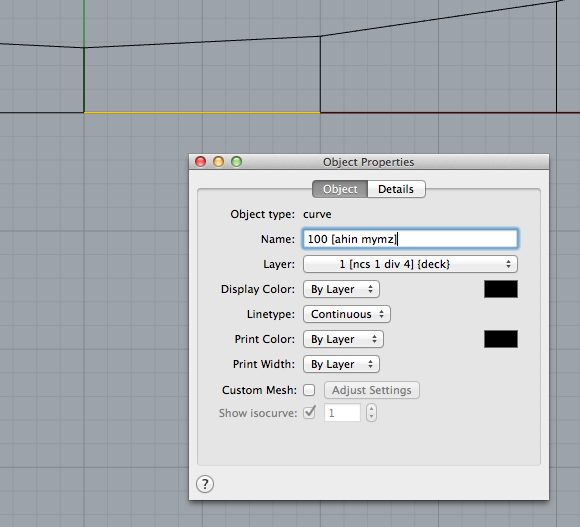 Object Properties
Object Details
Object type: curve
Name: 100 [ahin mymz]
Layer: 1 [ncs 1 div 4] {deck}
Display Color: By Layer
Linetype: Continuous
Print Color: By Layer
Print Width: By Layer
Custom Mesh: Adjust Settings
Show isocurve: 1
?